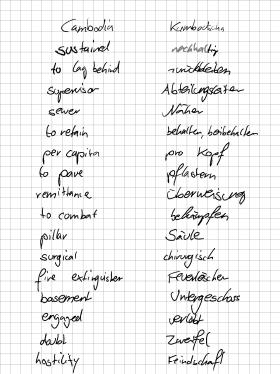 Cambodia Kambodscha
sustained nachhaltig
to lag behind zurückbleiben
supervisor Abteilungsleiter
sewer Näher
to retain behalten, beibehalten
per capita pro Kopf
to pave pflastern
remittance Überweisung
to combat bekämpfen
pillar Säule
surgical chirurgisch
fire extinguisher Feuerlöscher
basement Untergeschoss
engaged verlobt
doubt Zweifel
hostility Feindschaft